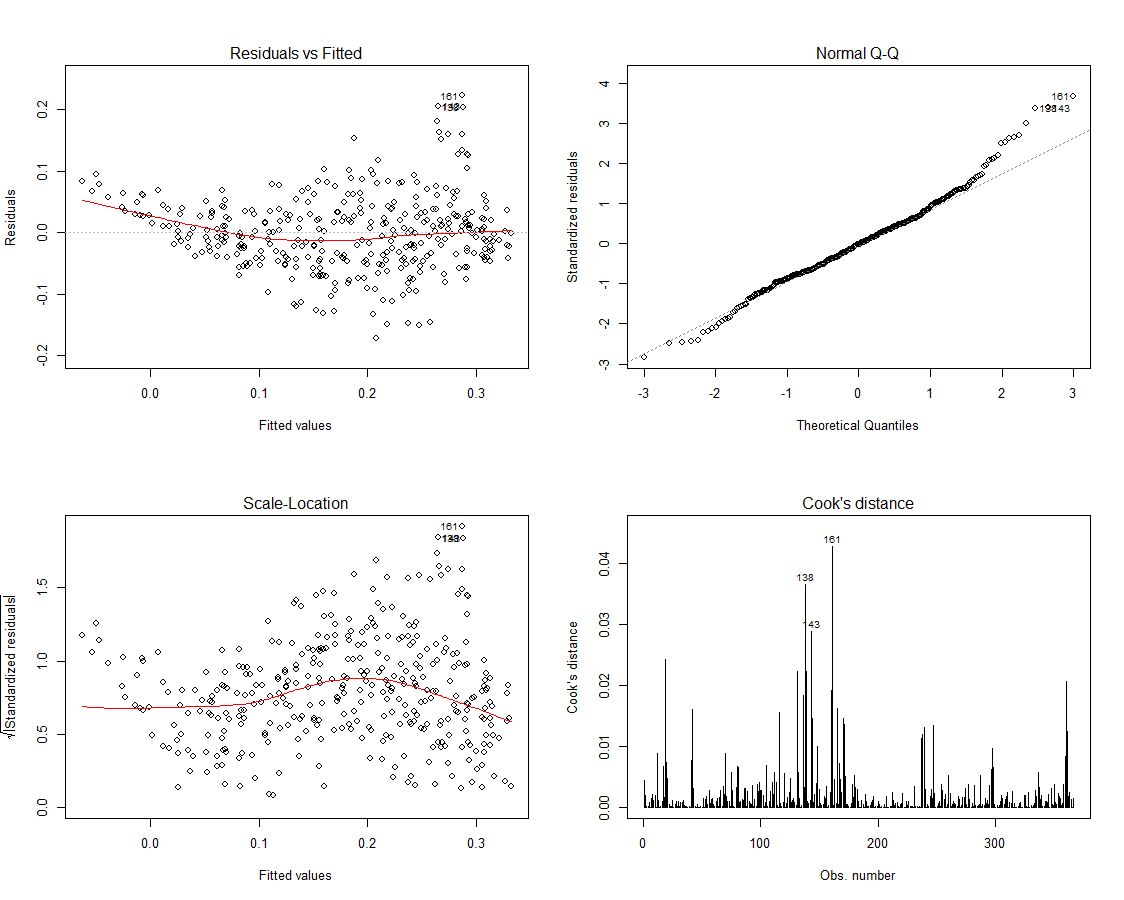 Residuals vs Fitted
Residuals
0.2
0.1
0.0
-0.1
-0.2
161
0.0 0.1 0.2 0.3
Fitted values
Normal Q-Q
Standardized residuals
4
3
2
1
0
-1
-2
-3
161
-3 -2 -1 0 1 2 3
Theoretical Quantiles
Scale-Location
√|Standardized residuals|
1.5
1.0
0.5
0.0
161
0.0 0.1 0.2 0.3
Fitted values
Cook's distance
Cook's distance
0.04
0.03
0.02
0.01
0.00
161
138
143
0 100 200 300
Obs. number